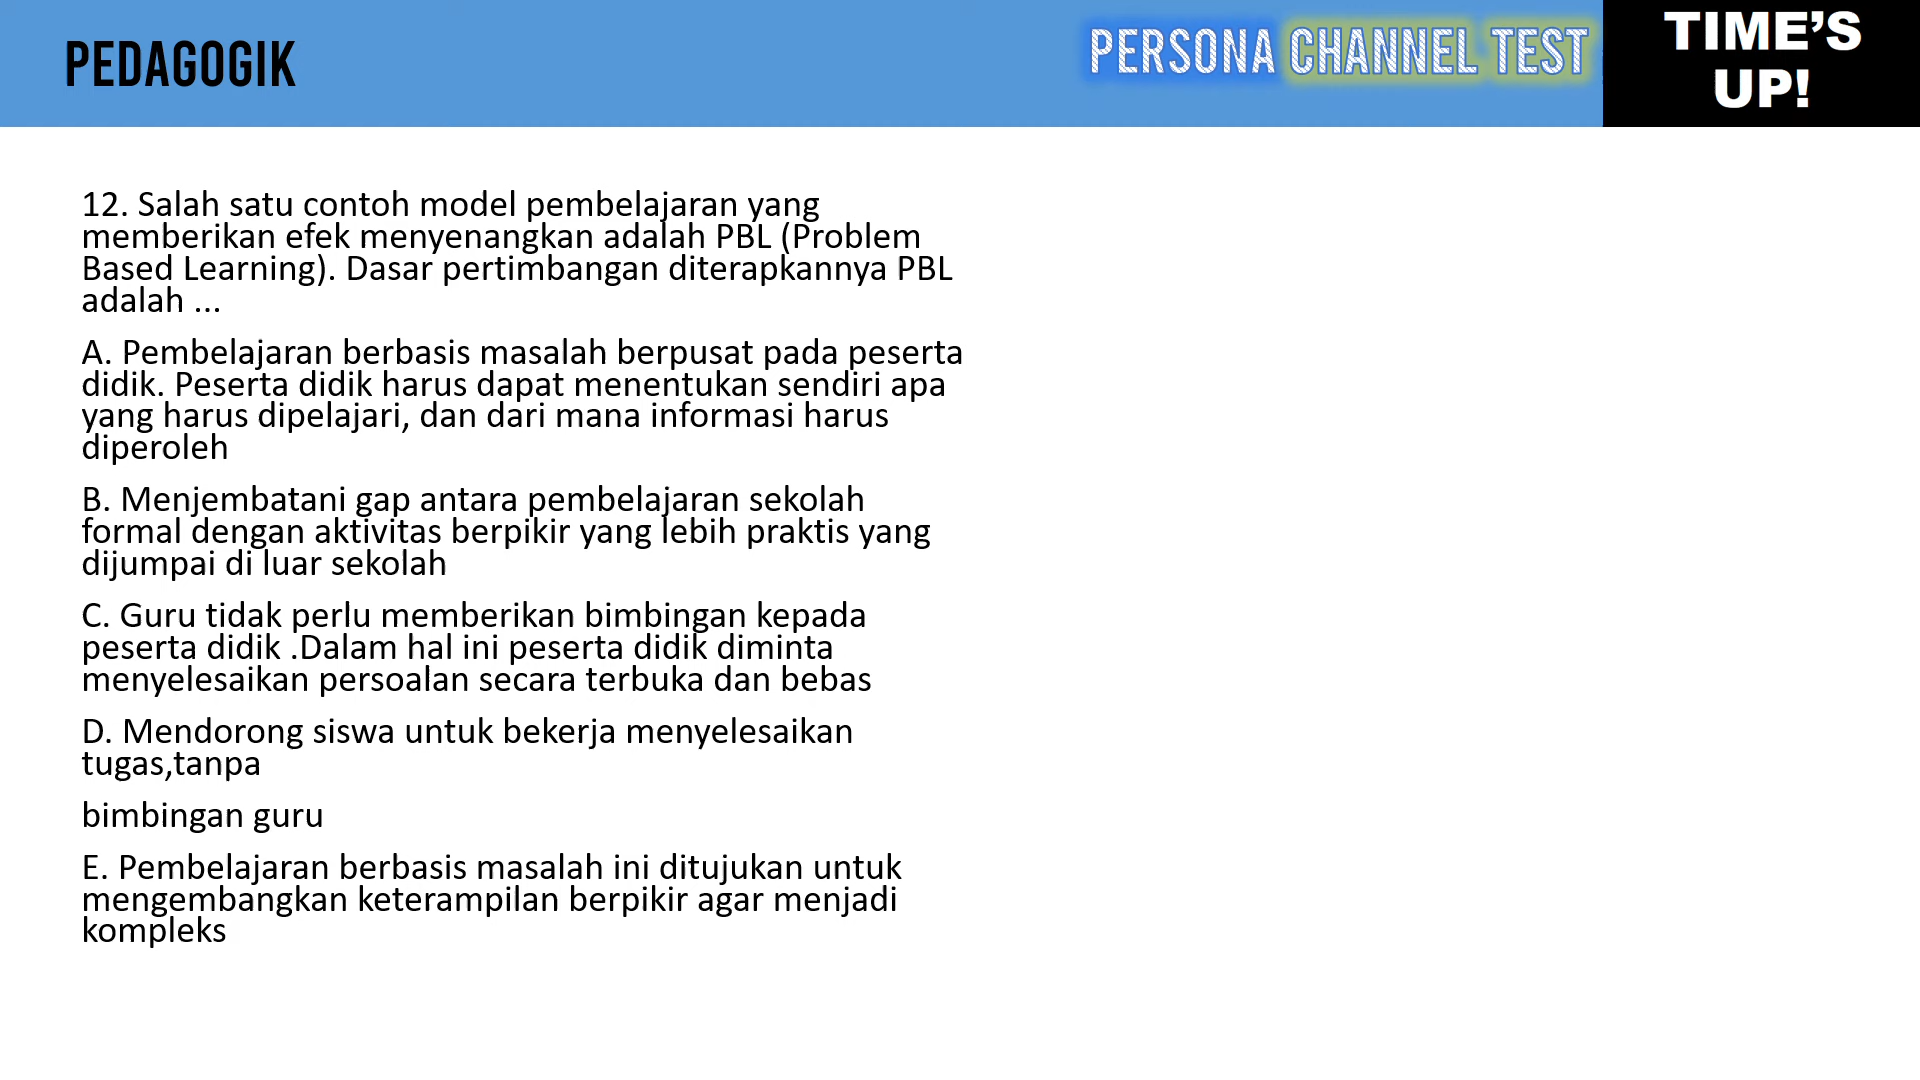 PEDAGOGIK
PERSONA CHANNEL TEST
TIME'S
UP!
12. Salah satu contoh model pembelajaran yang
memberikan efek menyenangkan adalah PBL (Problem
Based Learning). Dasar pertimbangan diterapkannya PBL
adalah ...
A. Pembelajaran berbasis masalah berpusat pada peserta
didik. Peserta didik harus dapat menentukan sendiri apa
yang harus dipelajari, dan dari mana informasi harus
diperoleh
B. Menjembatani gap antara pembelajaran sekolah
formal dengan aktivitas berpikir yang lebih praktis yang
dijumpai di luar sekolah
C. Guru tidak perlu memberikan bimbingan kepada
peserta didik .Dalam hal ini peserta didik diminta
menyelesaikan persoalan secara terbuka dan bebas
D. Mendorong siswa untuk bekerja menyelesaikan
tugas,tanpa
bimbingan guru
E. Pembelajaran berbasis masalah ini ditujukan untuk
mengembangkan keterampilan berpikir agar menjadi
kompleks